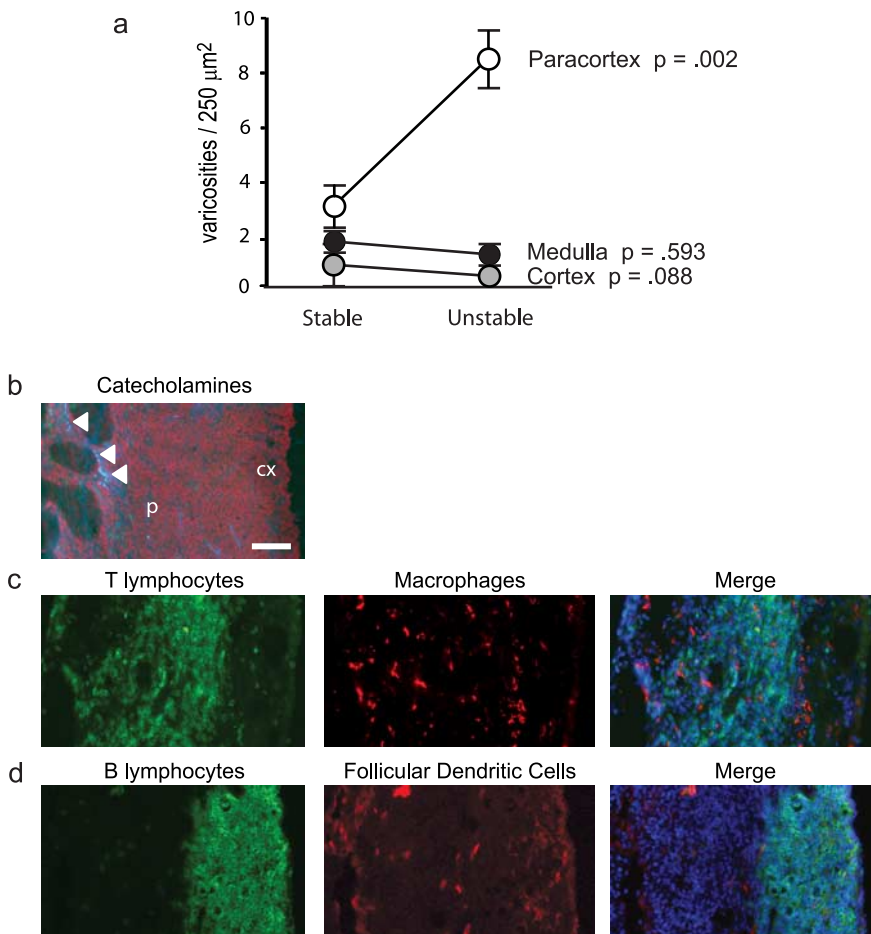 a
varicosities / 250 μm²
10
8
6
4
2
0
Paracortex p = .002
Medulla p = .593
Cortex p = .088
Stable
Unstable
b
Catecholamines
cx
p
c
T lymphocytes
Macrophages
Merge
d
B lymphocytes
Follicular Dendritic Cells
Merge